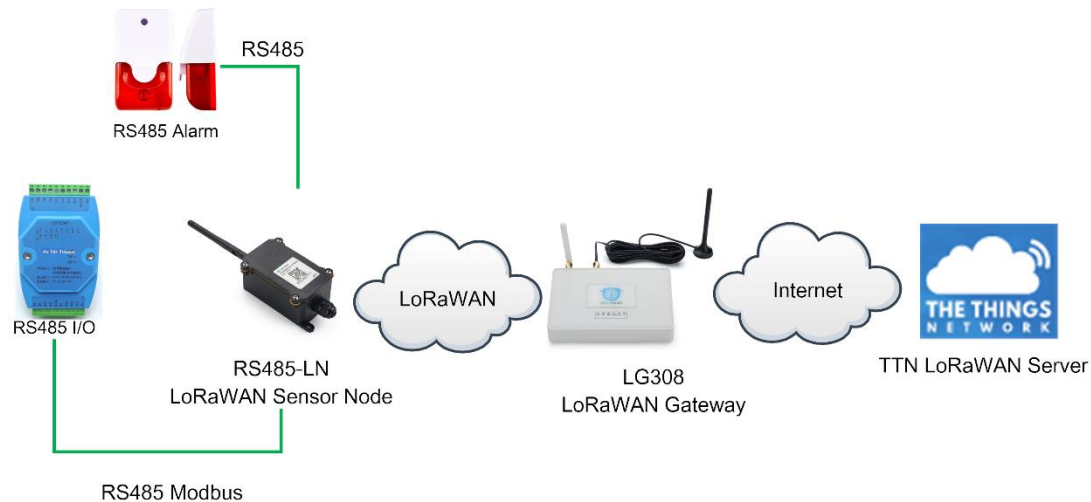 RS485
RS485 Alarm
RS485 I/O
RS485-LN
LoRaWAN Sensor Node
LoRaWAN
LG308
LoRaWAN Gateway
Internet
THE THINGS
NETWORK
TTN LoRaWAN Server
RS485 Modbus